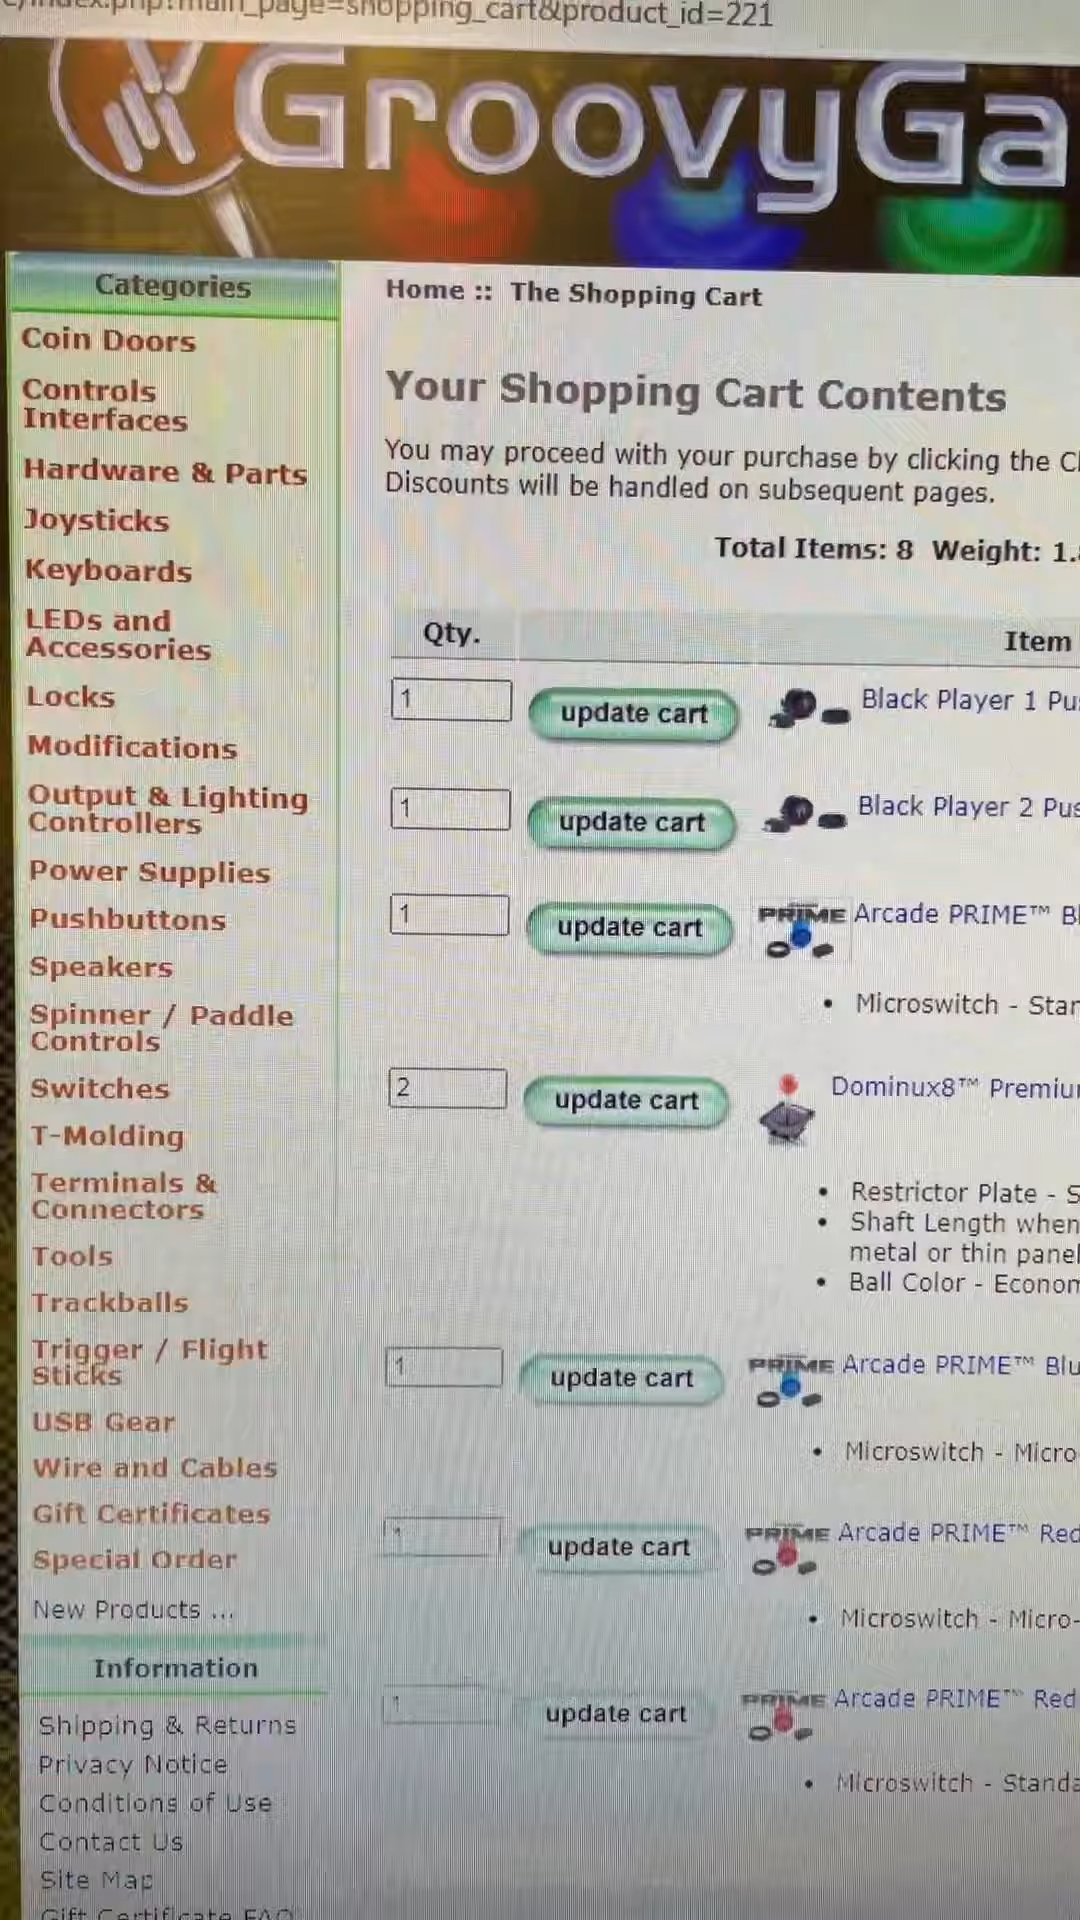 /index.php?main_page=shopping_cart&product_id=221
GroovyGa
Categories
Coin Doors
Controls
Interfaces
Hardware & Parts
Joysticks
Keyboards
LEDs and
Accessories
Locks
Modifications
Output & Lighting
Controllers
Power Supplies
Pushbuttons
Speakers
Spinner / Paddle
Controls
Switches
T-Molding
Terminals &
Connectors
Tools
Trackballs
Trigger / Flight
Sticks
USB Gear
Wire and Cables
Gift Certificates
Special Order
New Products ...
Information
Shipping & Returns
Privacy Notice
Conditions of Use
Contact Us
Site Map
Gift Certificate FAQ
Home :: The Shopping Cart
Your Shopping Cart Contents
You may proceed with your purchase by clicking the C
Discounts will be handled on subsequent pages.
Total Items: 8 Weight: 1.
Qty. Item
1 update cart Black Player 1 Pu
1 update cart Black Player 2 Pus
1 update cart PRIME Arcade PRIME™ Bl
• Microswitch - Star
2 update cart Dominux8™ Premiu
• Restrictor Plate - S
• Shaft Length when
metal or thin panel
• Ball Color - Econom
1 update cart PRIME Arcade PRIME™ Blu
• Microswitch - Micro
1 update cart PRIME Arcade PRIME™ Red
• Microswitch - Micro-
1 update cart PRIME Arcade PRIME™ Red
• Microswitch - Standa